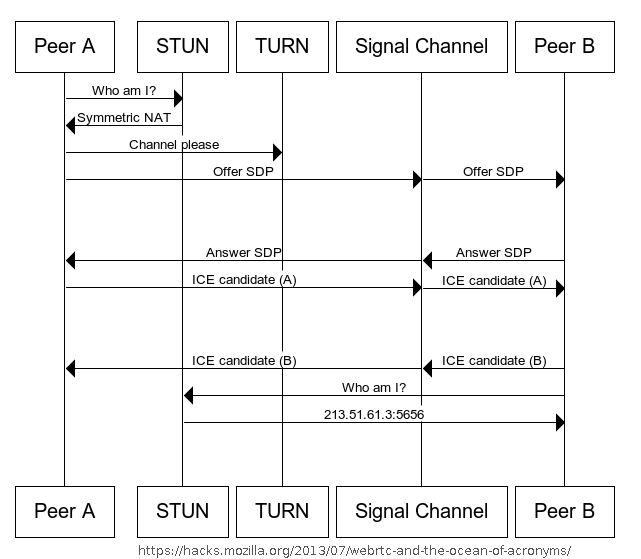 Peer A STUN TURN Signal Channel Peer B
Who am I?
Symmetric NAT
Channel please
Offer SDP Offer SDP
Answer SDP Answer SDP
ICE candidate (A) ICE candidate (A)
ICE candidate (B) ICE candidate (B)
Who am I?
213.51.61.3:5656
Peer A STUN TURN Signal Channel Peer B
https://hacks.mozilla.org/2013/07/webrtc-and-the-ocean-of-acronyms/